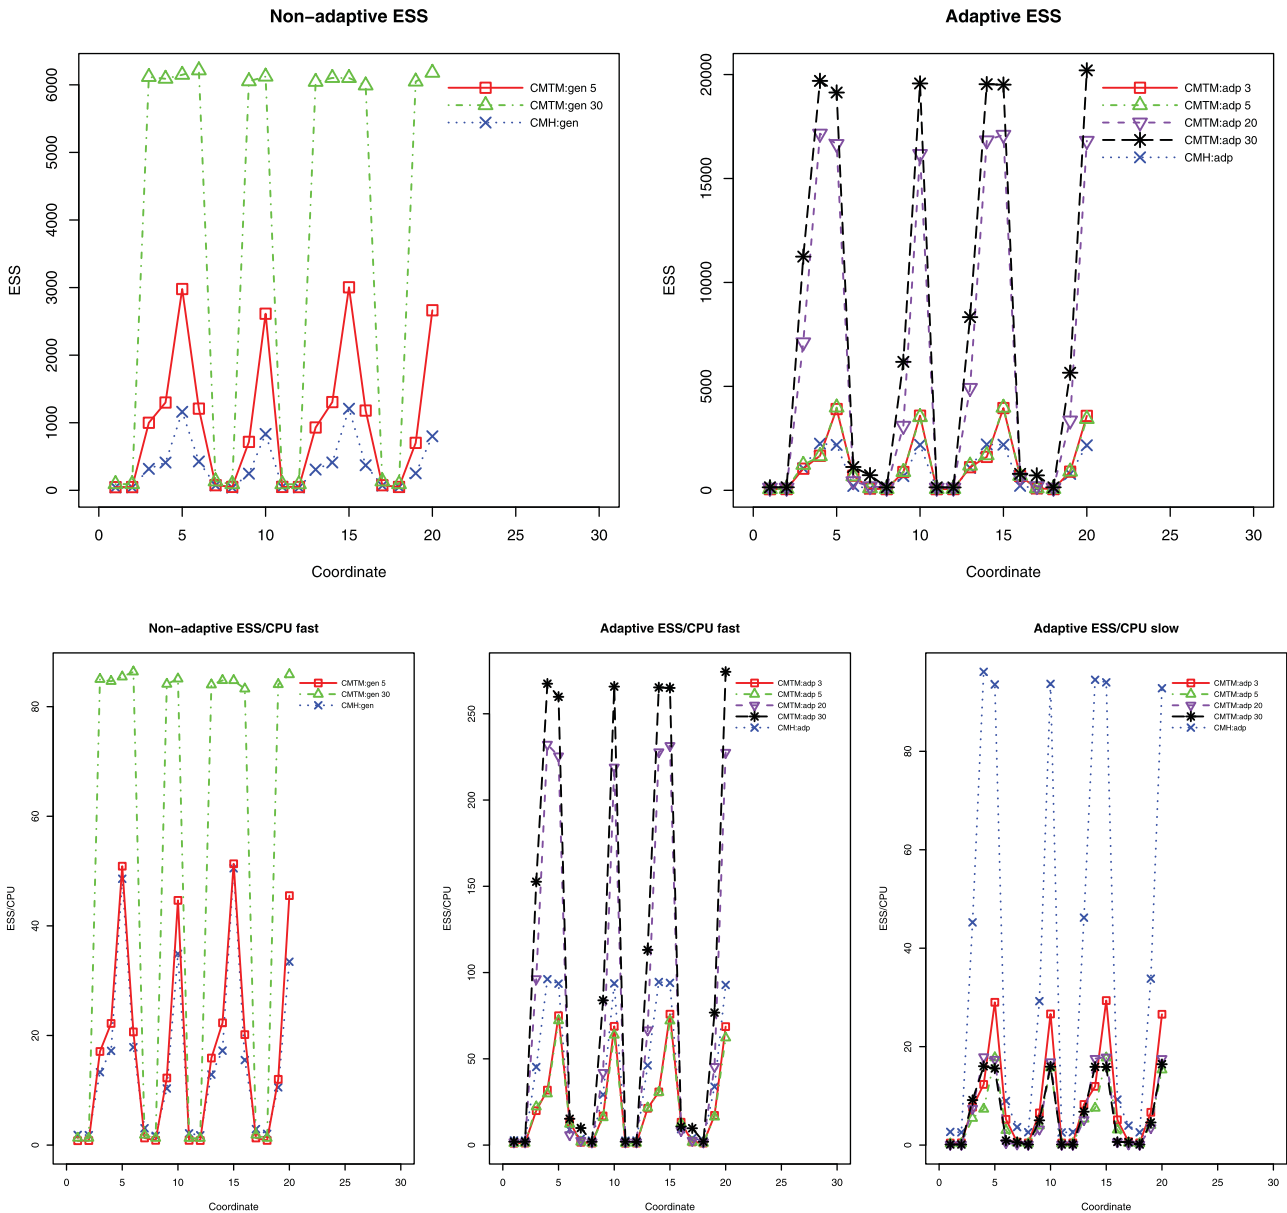 Non−adaptive ESS
ESS
6000
5000
4000
3000
2000
1000
0
CMTM:gen 5
CMTM:gen 30
CMH:gen
0 5 10 15 20 25 30
Coordinate
Adaptive ESS
ESS
20000
15000
10000
5000
0
CMTM:adp 3
CMTM:adp 5
CMTM:adp 20
CMTM:adp 30
CMH:adp
0 5 10 15 20 25 30
Coordinate
Non−adaptive ESS/CPU fast
ESS/CPU
80
60
40
20
0
CMTM:gen 5
CMTM:gen 30
CMH:gen
0 5 10 15 20 25 30
Coordinate
Adaptive ESS/CPU fast
ESS/CPU
250
200
150
100
50
0
CMTM:adp 3
CMTM:adp 5
CMTM:adp 20
CMTM:adp 30
CMH:adp
0 5 10 15 20 25 30
Coordinate
Adaptive ESS/CPU slow
ESS/CPU
80
60
40
20
0
CMTM:adp 3
CMTM:adp 5
CMTM:adp 20
CMTM:adp 30
CMH:adp
0 5 10 15 20 25 30
Coordinate